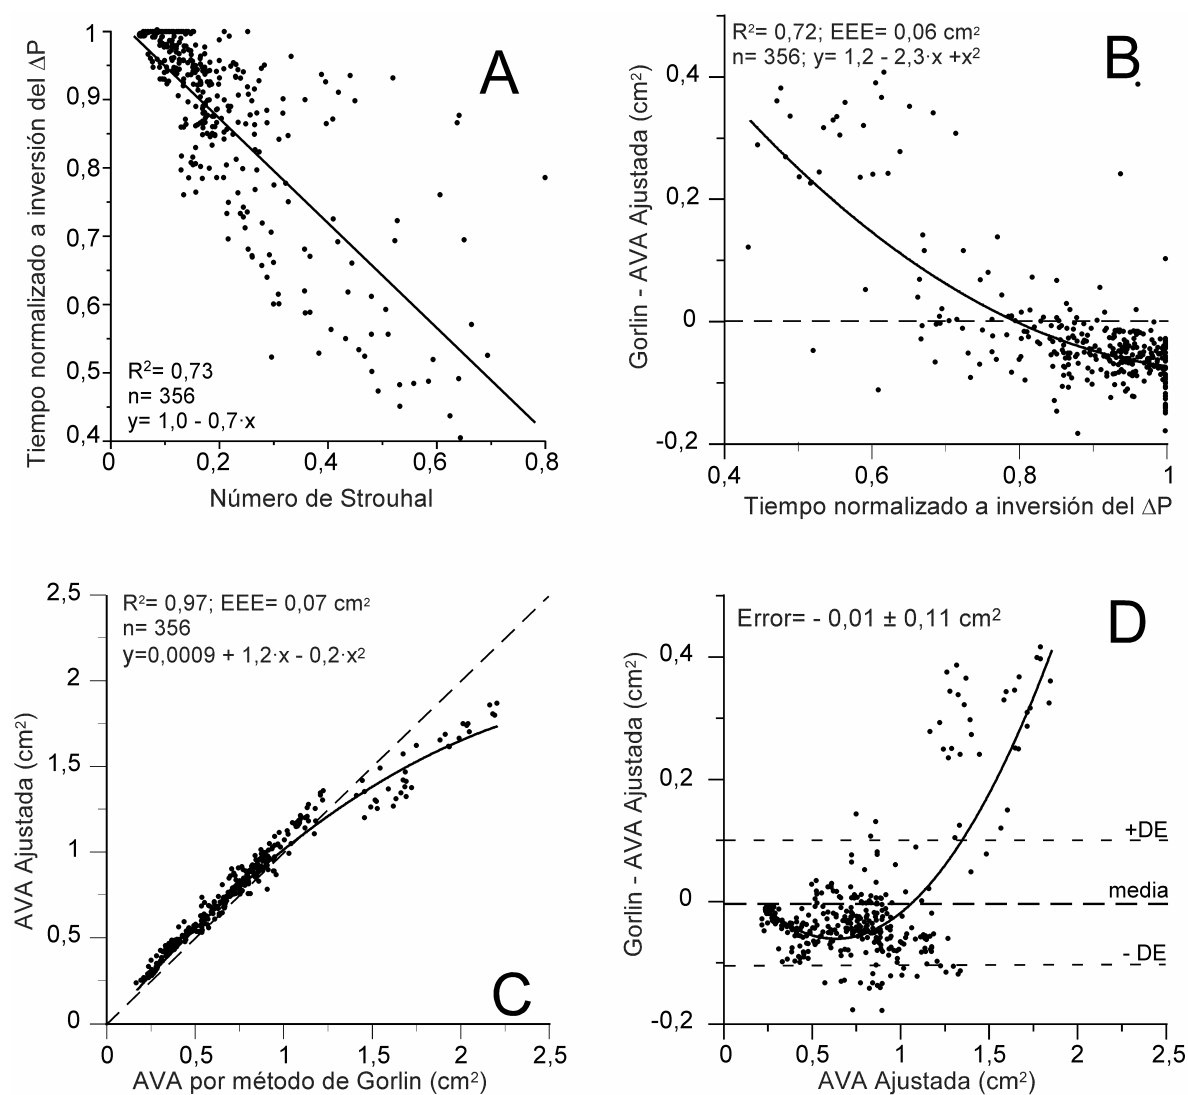 A
Tiempo normalizado a inversión del ΔP
1
0,9
0,8
0,7
0,6
0,5
0,4
R²= 0,73
n= 356
y= 1,0 - 0,7·x
0
0,2
0,4
0,6
0,8
Número de Strouhal
B
R²= 0,72; EEE= 0,06 cm²
n= 356; y= 1,2 - 2,3·x +x²
Gorlin - AVA Ajustada (cm²)
0,4
0,2
0
-0,2
0,4
0,6
0,8
1
Tiempo normalizado a inversión del ΔP
C
R²= 0,97; EEE= 0,07 cm²
n= 356
y=0,0009 + 1,2·x - 0,2·x²
AVA Ajustada (cm²)
2,5
2
1,5
1
0,5
0
0
0,5
1
1,5
2
2,5
AVA por método de Gorlin (cm²)
D
Error= - 0,01 ± 0,11 cm²
Gorlin - AVA Ajustada (cm²)
0,4
0,2
0
-0,2
+DE
media
- DE
0
0,5
1
1,5
2
2,5
AVA Ajustada (cm²)